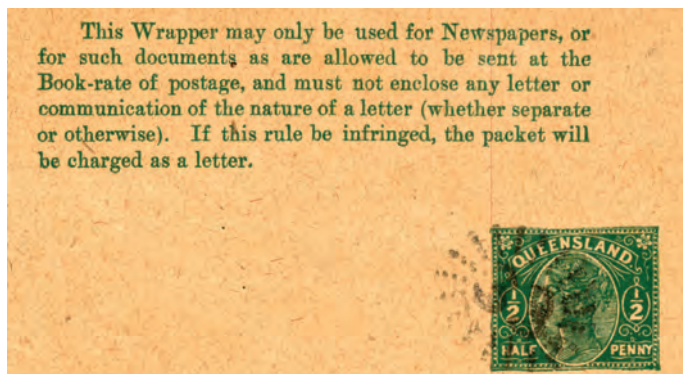 This Wrapper may only be used for Newspapers, or
for such documents as are allowed to be sent at the
Book-rate of postage, and must not enclose any letter or
communication of the nature of a letter (whether separate
or otherwise). If this rule be infringed, the packet will
be charged as a letter.
QUEENSLAND
1/2 1/2
HALF PENNY